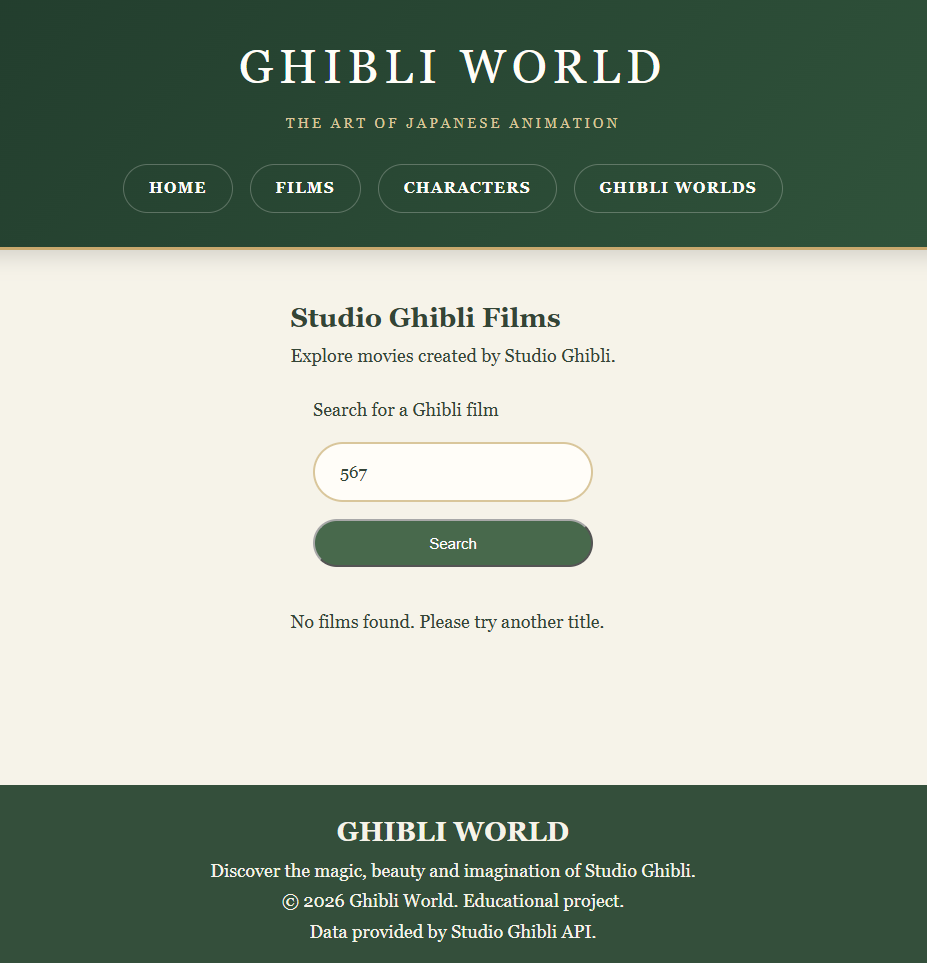 GHIBLI WORLD
THE ART OF JAPANESE ANIMATION
HOME FILMS CHARACTERS GHIBLI WORLDS
Studio Ghibli Films
Explore movies created by Studio Ghibli.
Search for a Ghibli film
567
Search
No films found. Please try another title.
GHIBLI WORLD
Discover the magic, beauty and imagination of Studio Ghibli.
© 2026 Ghibli World. Educational project.
Data provided by Studio Ghibli API.